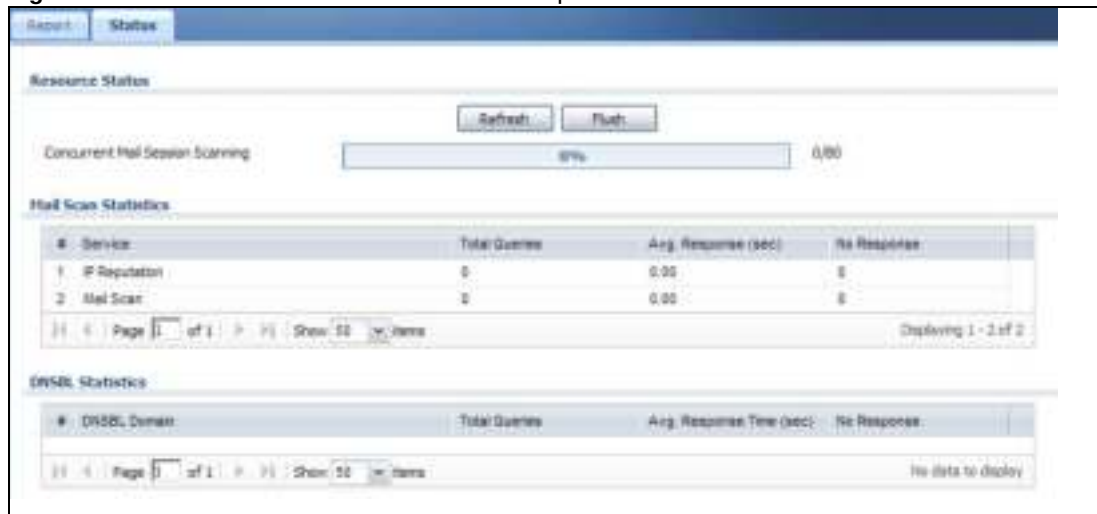 Report Status
Resource Status
Refresh Flush
Concurrent Mail Session Scanning 0% 0/80
Mail Scan Statistics
# Service Total Queries Avg. Response (sec) No Response
1 IP Reputation 0 0.00 0
2 Mail Scan 0 0.00 0
Page 1 of 1 Show 50 items Displaying 1 - 2 of 2
DNSBL Statistics
# DNSBL Domain Total Queries Avg. Response Time (sec) No Response
Page 1 of 1 Show 50 items No data to display